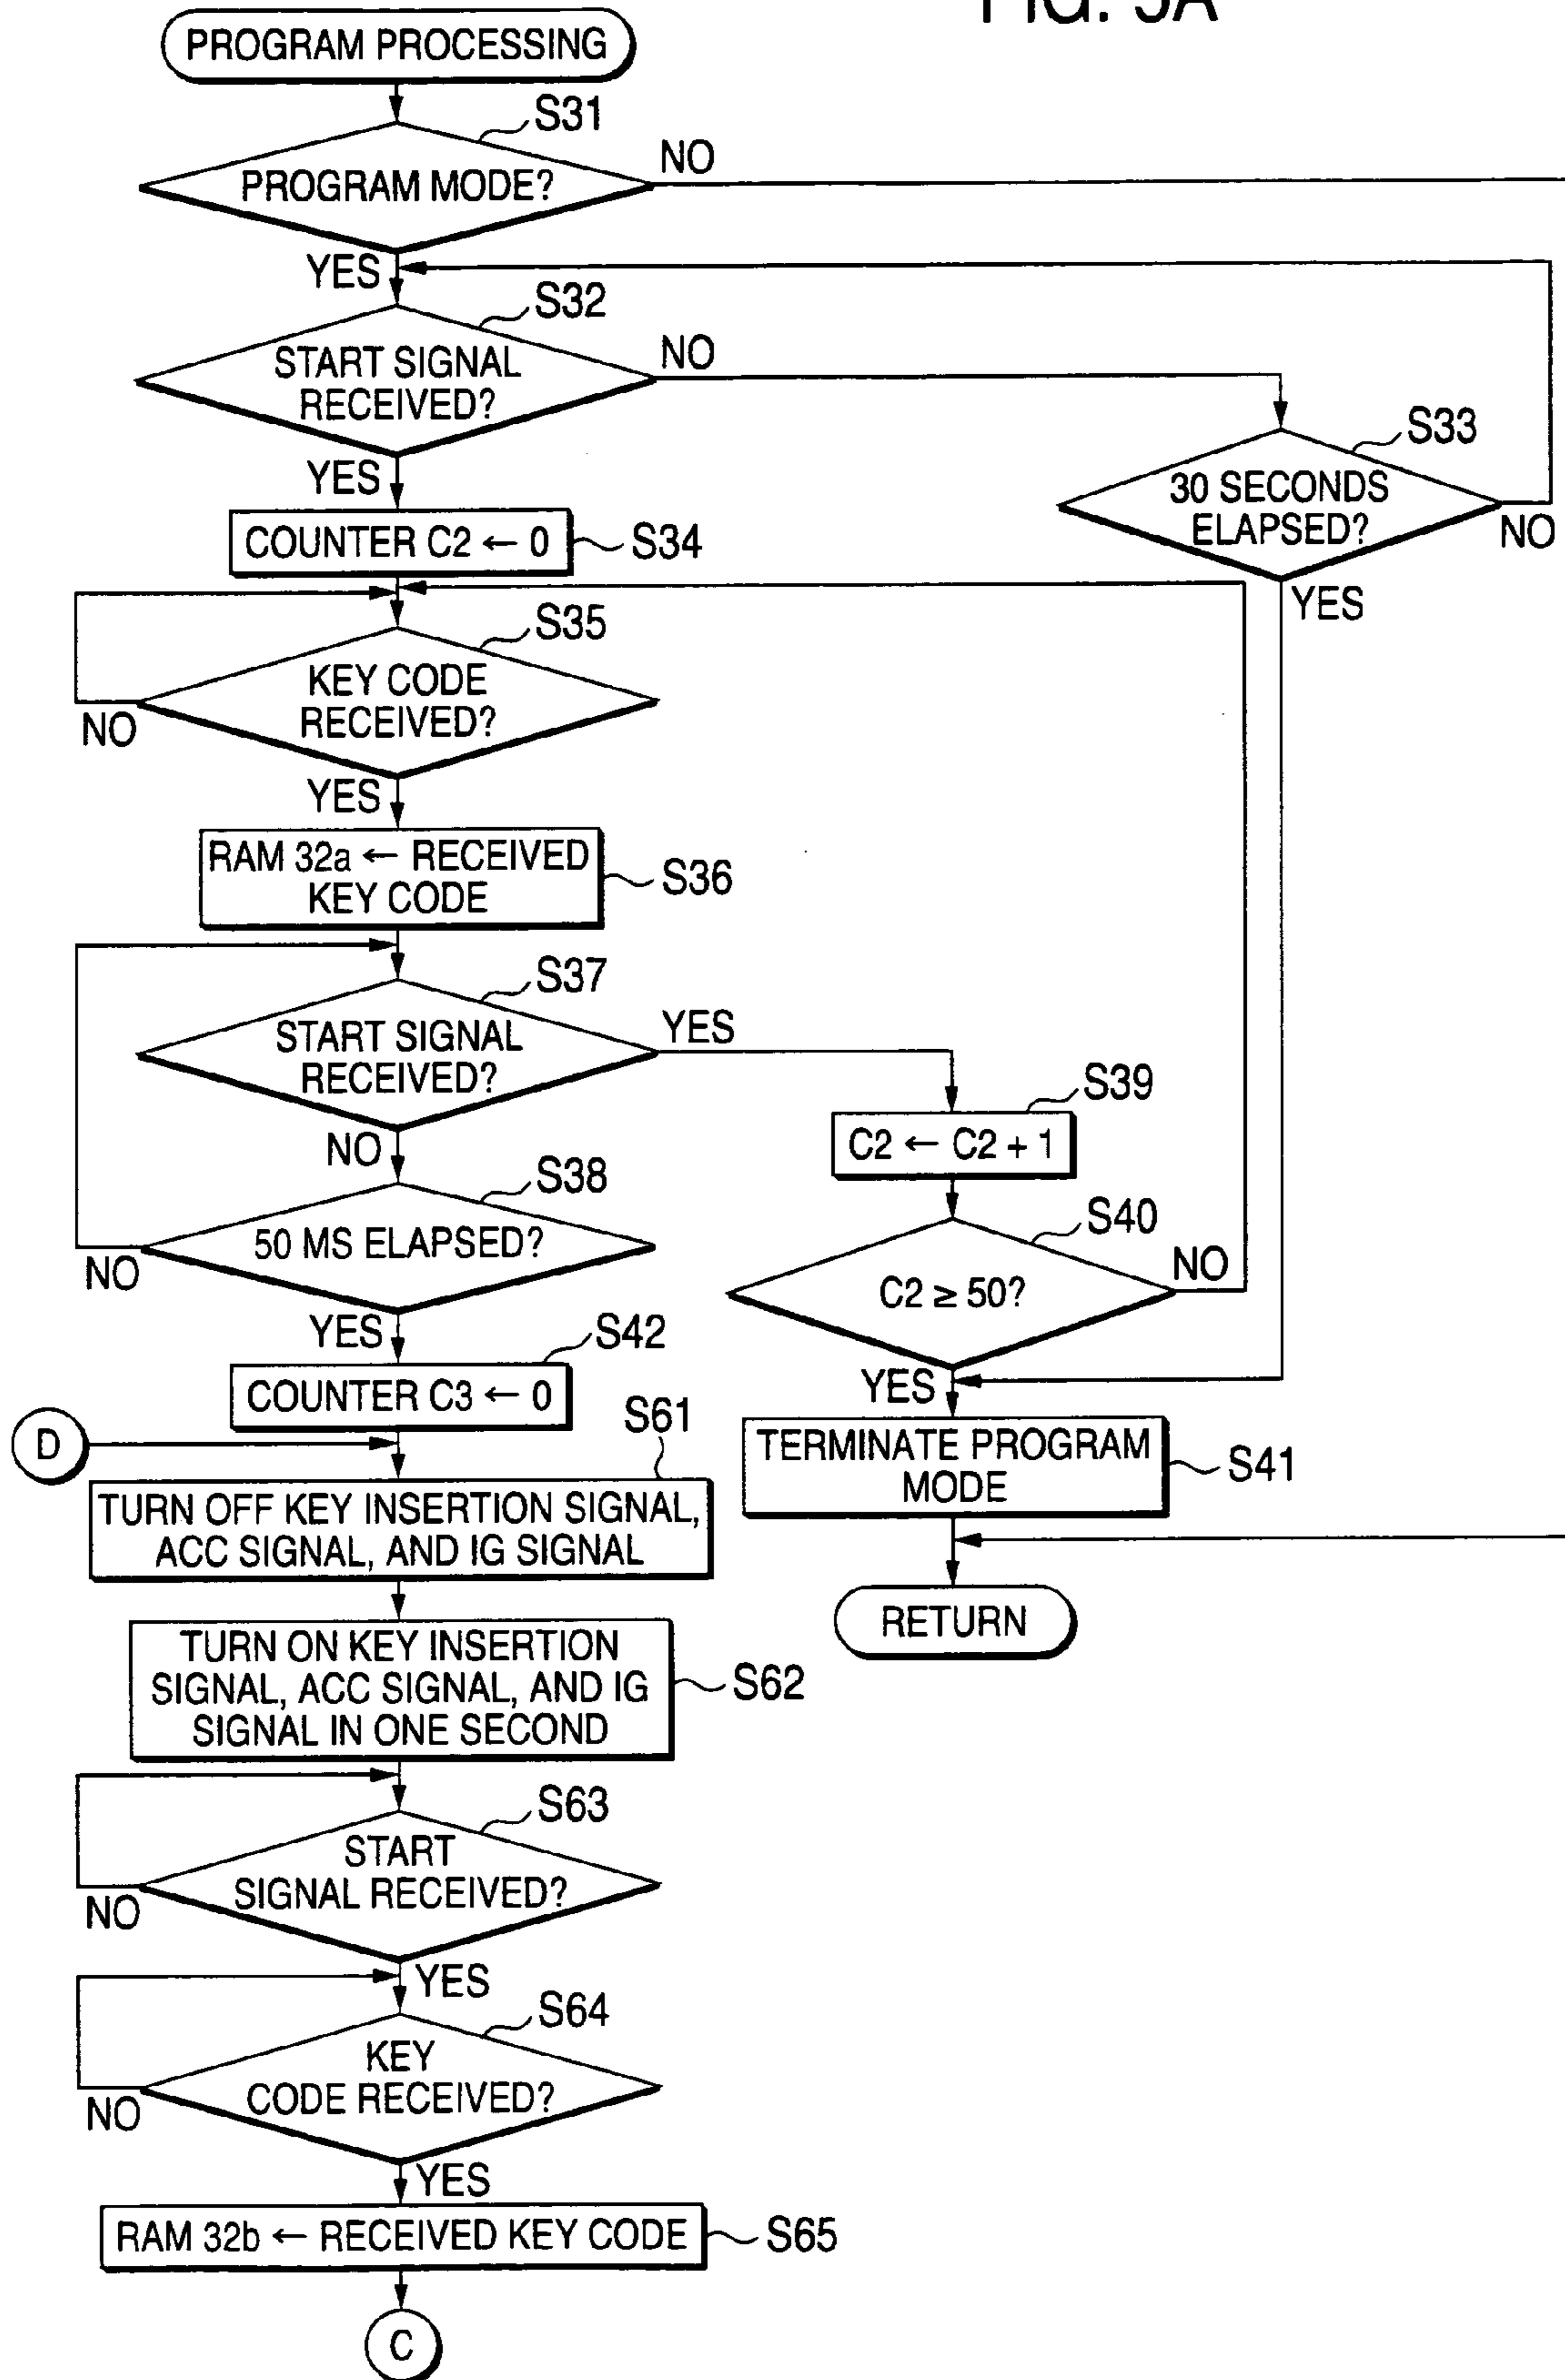 FIG. 5A
PROGRAM PROCESSING
S31
PROGRAM MODE?
NO
YES
S32
START SIGNAL
RECEIVED?
NO
YES
S33
30 SECONDS
ELAPSED?
NO
YES
COUNTER C2 ← 0
S34
S35
KEY CODE
RECEIVED?
NO
YES
RAM 32a ← RECEIVED
KEY CODE
S36
S37
START SIGNAL
RECEIVED?
YES
NO
S39
C2 ← C2 + 1
S38
50 MS ELAPSED?
NO
YES
S40
C2 ≥ 50?
NO
YES
S42
COUNTER C3 ← 0
D
S61
TURN OFF KEY INSERTION SIGNAL,
ACC SIGNAL, AND IG SIGNAL
TERMINATE PROGRAM
MODE
S41
RETURN
TURN ON KEY INSERTION
SIGNAL, ACC SIGNAL, AND IG
SIGNAL IN ONE SECOND
S62
S63
START
SIGNAL RECEIVED?
NO
YES
S64
KEY
CODE RECEIVED?
NO
YES
RAM 32b ← RECEIVED KEY CODE
S65
C